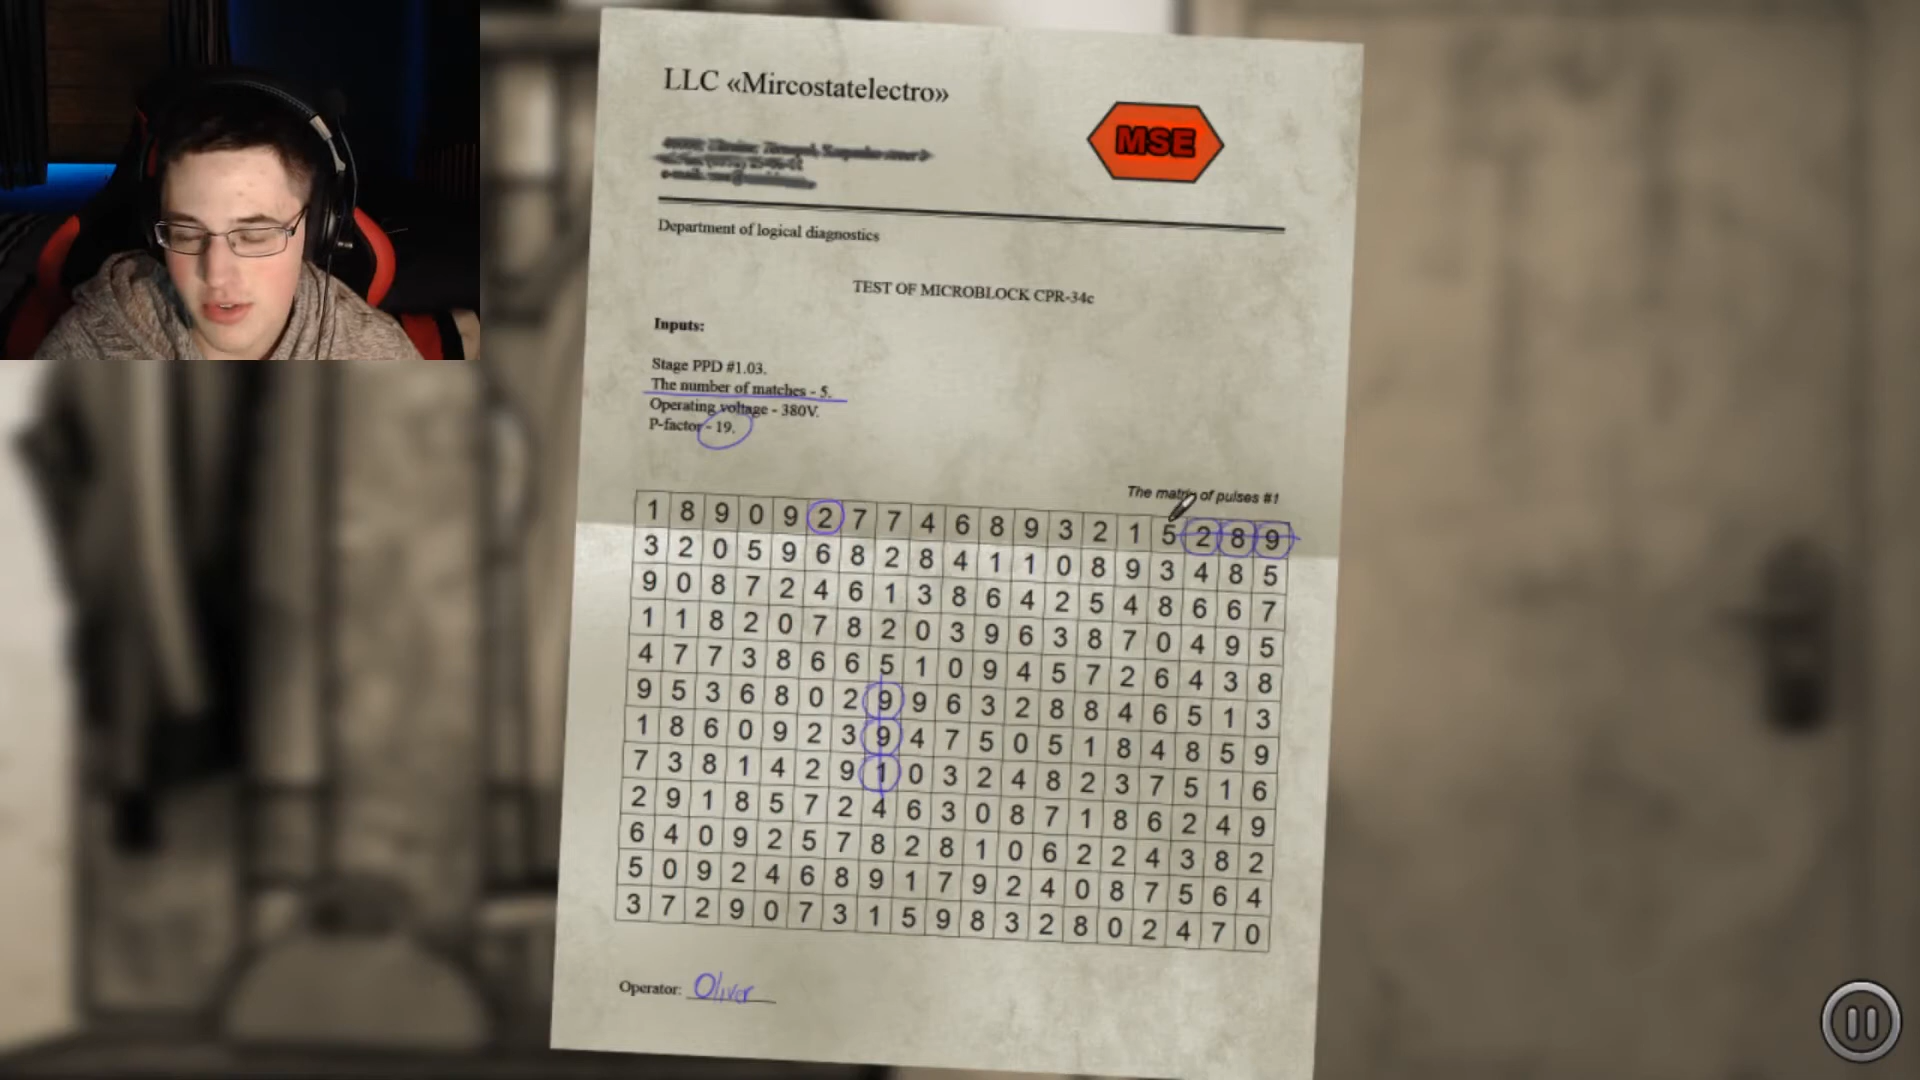 LLC «Mircostatelectro»
MSE
Department of logical diagnostics
TEST OF MICROBLOCK CPR-34c
Inputs:
Stage PPD #1.03.
The number of matches - 5.
Operating voltage - 380V.
P-factor - 19.
The matrix of pulses #1
1 8 9 0 9 2 7 7 4 6 8 9 3 2 1 5 2 8 9
3 2 0 5 9 6 8 2 8 4 1 1 0 8 9 3 4 8 5
9 0 8 7 2 4 6 1 3 8 6 4 2 5 4 8 6 6 7
1 1 8 2 0 7 8 2 0 3 9 6 3 8 7 0 4 9 5
4 7 7 3 8 6 6 5 1 0 9 4 5 7 2 6 4 3 8
9 5 3 6 8 0 2 9 9 6 3 2 8 8 4 6 5 1 3
1 8 6 0 9 2 3 9 4 7 5 0 5 1 8 4 8 5 9
7 3 8 1 4 2 9 1 0 3 2 4 8 2 3 7 5 1 6
2 9 1 8 5 7 2 4 6 3 0 8 7 1 8 6 2 4 9
6 4 0 9 2 5 7 8 2 8 1 0 6 2 2 4 3 8 2
5 0 9 2 4 6 8 9 1 7 9 2 4 0 8 7 5 6 4
3 7 2 9 0 7 3 1 5 9 8 3 2 8 0 2 4 7 0
Operator: Oliver